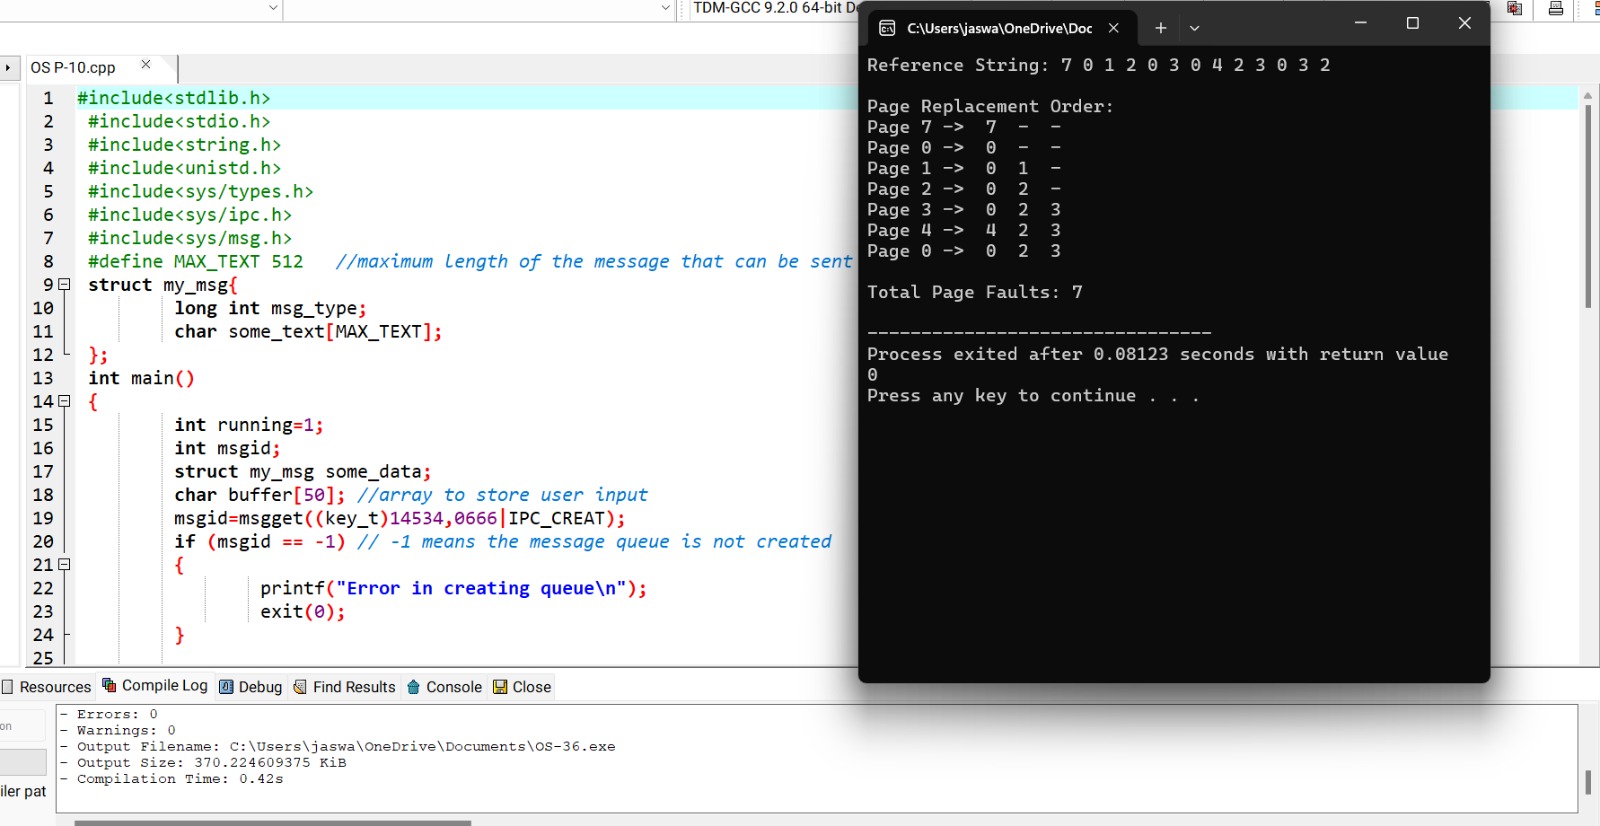 TDM-GCC 9.2.0 64-bit De
OS P-10.cpp
1 #include<stdlib.h>
2 #include<stdio.h>
3 #include<string.h>
4 #include<unistd.h>
5 #include<sys/types.h>
6 #include<sys/ipc.h>
7 #include<sys/msg.h>
8 #define MAX_TEXT 512 //maximum length of the message that can be sent
9 struct my_msg{
10 long int msg_type;
11 char some_text[MAX_TEXT];
12 };
13 int main()
14 {
15 int running=1;
16 int msgid;
17 struct my_msg some_data;
18 char buffer[50]; //array to store user input
19 msgid=msgget((key_t)14534,0666|IPC_CREAT);
20 if (msgid == -1) // -1 means the message queue is not created
21 {
22 printf("Error in creating queue\n");
23 exit(0);
24 }
25
C:\Users\jaswa\OneDrive\Doc
Reference String: 7 0 1 2 0 3 0 4 2 3 0 3 2
Page Replacement Order:
Page 7 -> 7 - -
Page 0 -> 0 - -
Page 1 -> 0 1 -
Page 2 -> 0 2 -
Page 3 -> 0 2 3
Page 4 -> 4 2 3
Page 0 -> 0 2 3
Total Page Faults: 7
--------------------------------
Process exited after 0.08123 seconds with return value
0
Press any key to continue . . .
Resources Compile Log Debug Find Results Console Close
on
iler pat
- Errors: 0
- Warnings: 0
- Output Filename: C:\Users\jaswa\OneDrive\Documents\OS-36.exe
- Output Size: 370.224609375 KiB
- Compilation Time: 0.42s